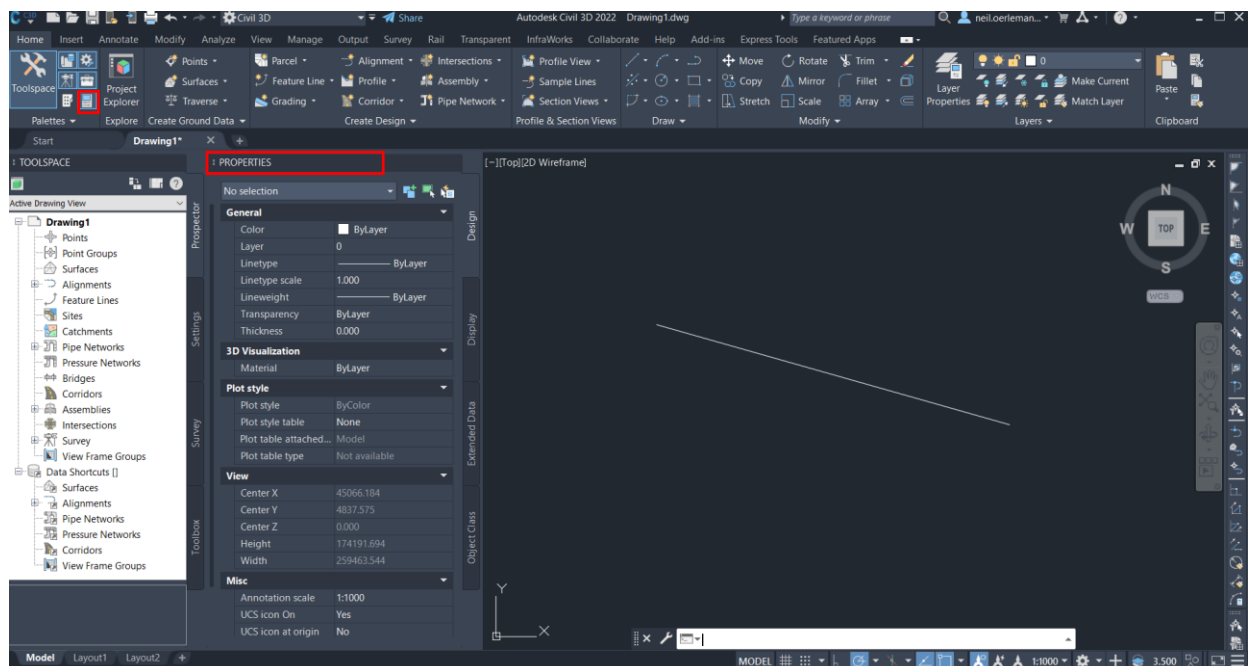 C3D Civil 3D Share Autodesk Civil 3D 2022 Drawing1.dwg Type a keyword or phrase neil.oerleman...
Home Insert Annotate Modify Analyze View Manage Output Survey Rail Transparent InfraWorks Collaborate Help Add-ins Express Tools Featured Apps
Points Parcel Alignment Intersections Profile View Move Rotate Trim 0
Surfaces Feature Line Profile Assembly Sample Lines Copy Mirror Fillet Make Current
Toolspace Project Explorer Traverse Grading Corridor Pipe Network Section Views Stretch Scale Array Layer Properties Match Layer Paste
Palettes Explore Create Ground Data Create Design Profile & Section Views Draw Modify Layers Clipboard
Start Drawing1*
TOOLSPACE
Active Drawing View
Drawing1
Points
Point Groups
Surfaces
Alignments
Feature Lines
Sites
Catchments
Pipe Networks
Pressure Networks
Bridges
Corridors
Assemblies
Intersections
Survey
View Frame Groups
Data Shortcuts []
Surfaces
Alignments
Pipe Networks
Pressure Networks
Corridors
View Frame Groups
Prospector
Settings
Survey
Toolbox
PROPERTIES
No selection
General
Color ByLayer
Layer 0
Linetype ByLayer
Linetype scale 1.000
Lineweight ByLayer
Transparency ByLayer
Thickness 0.000
3D Visualization
Material ByLayer
Plot style
Plot style ByColor
Plot style table None
Plot table attached... Model
Plot table type Not available
View
Center X 45066.184
Center Y 4837.575
Center Z 0.000
Height 174191.694
Width 259463.544
Misc
Annotation scale 1:1000
UCS icon On Yes
UCS icon at origin No
Design
Display
Extended Data
Object Class
[-][Top][2D Wireframe]
N
W TOP E
S
WCS
Y
X
Model Layout1 Layout2 +
MODEL 1:1000 3.500